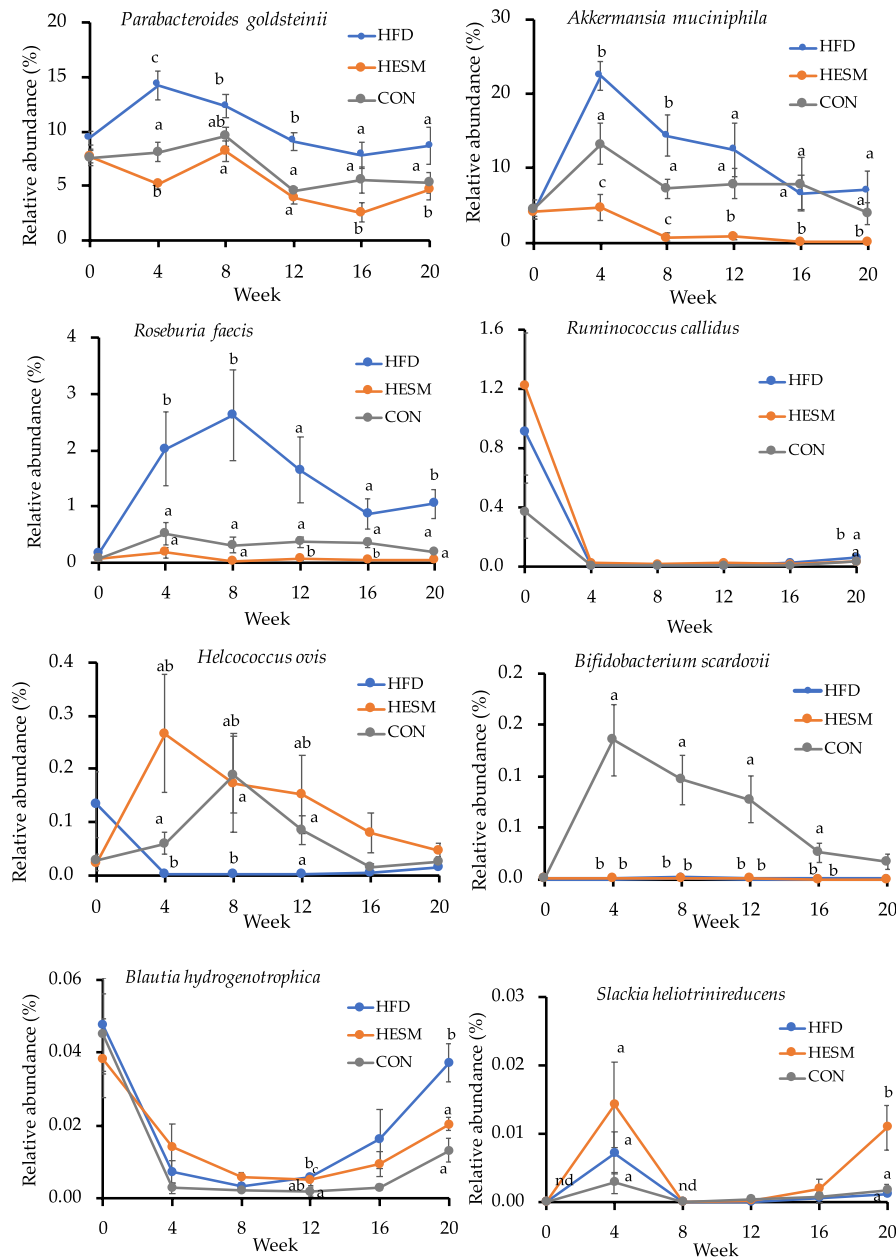 Parabacteroides goldsteinii
Relative abundance (%)
20
15
10
5
0
HFD
HESM
CON
c
b
a
ab
b
a
a
b
a
a
a
a
b
b
b
0 4 8 12 16 20
Week
Akkermansia muciniphila
Relative abundance (%)
30
20
10
0
HFD
HESM
CON
b
b
a
a
a
a
a
a
a
a
c
c
b
b
b
0 4 8 12 16 20
Week
Roseburia faecis
Relative abundance (%)
4
3
2
1
0
HFD
HESM
CON
b
b
a
a
b
a
a
a
a
a
a
a
b
b
a
0 4 8 12 16 20
Week
Ruminococcus callidus
Relative abundance (%)
1.6
1.2
0.8
0.4
0.0
HFD
HESM
CON
b a
a
0 4 8 12 16 20
Week
Helcococcus ovis
Relative abundance (%)
0.4
0.3
0.2
0.1
0.0
HFD
HESM
CON
ab
ab
ab
a
a
a
b
b
a
0 4 8 12 16 20
Week
Bifidobacterium scardovii
Relative abundance (%)
0.2
0.2
0.1
0.1
0.0
HFD
HESM
CON
a
a
a
a
b b b b b b b b
0 4 8 12 16 20
Week
Blautia hydrogenotrophica
Relative abundance (%)
0.06
0.04
0.02
0.00
HFD
HESM
CON
b
a
a
b
c
ab
a
0 4 8 12 16 20
Week
Slackia heliotrinireducens
Relative abundance (%)
0.03
0.02
0.01
0.00
HFD
HESM
CON
a
a
a
nd
nd
b
a
a
0 4 8 12 16 20
Week